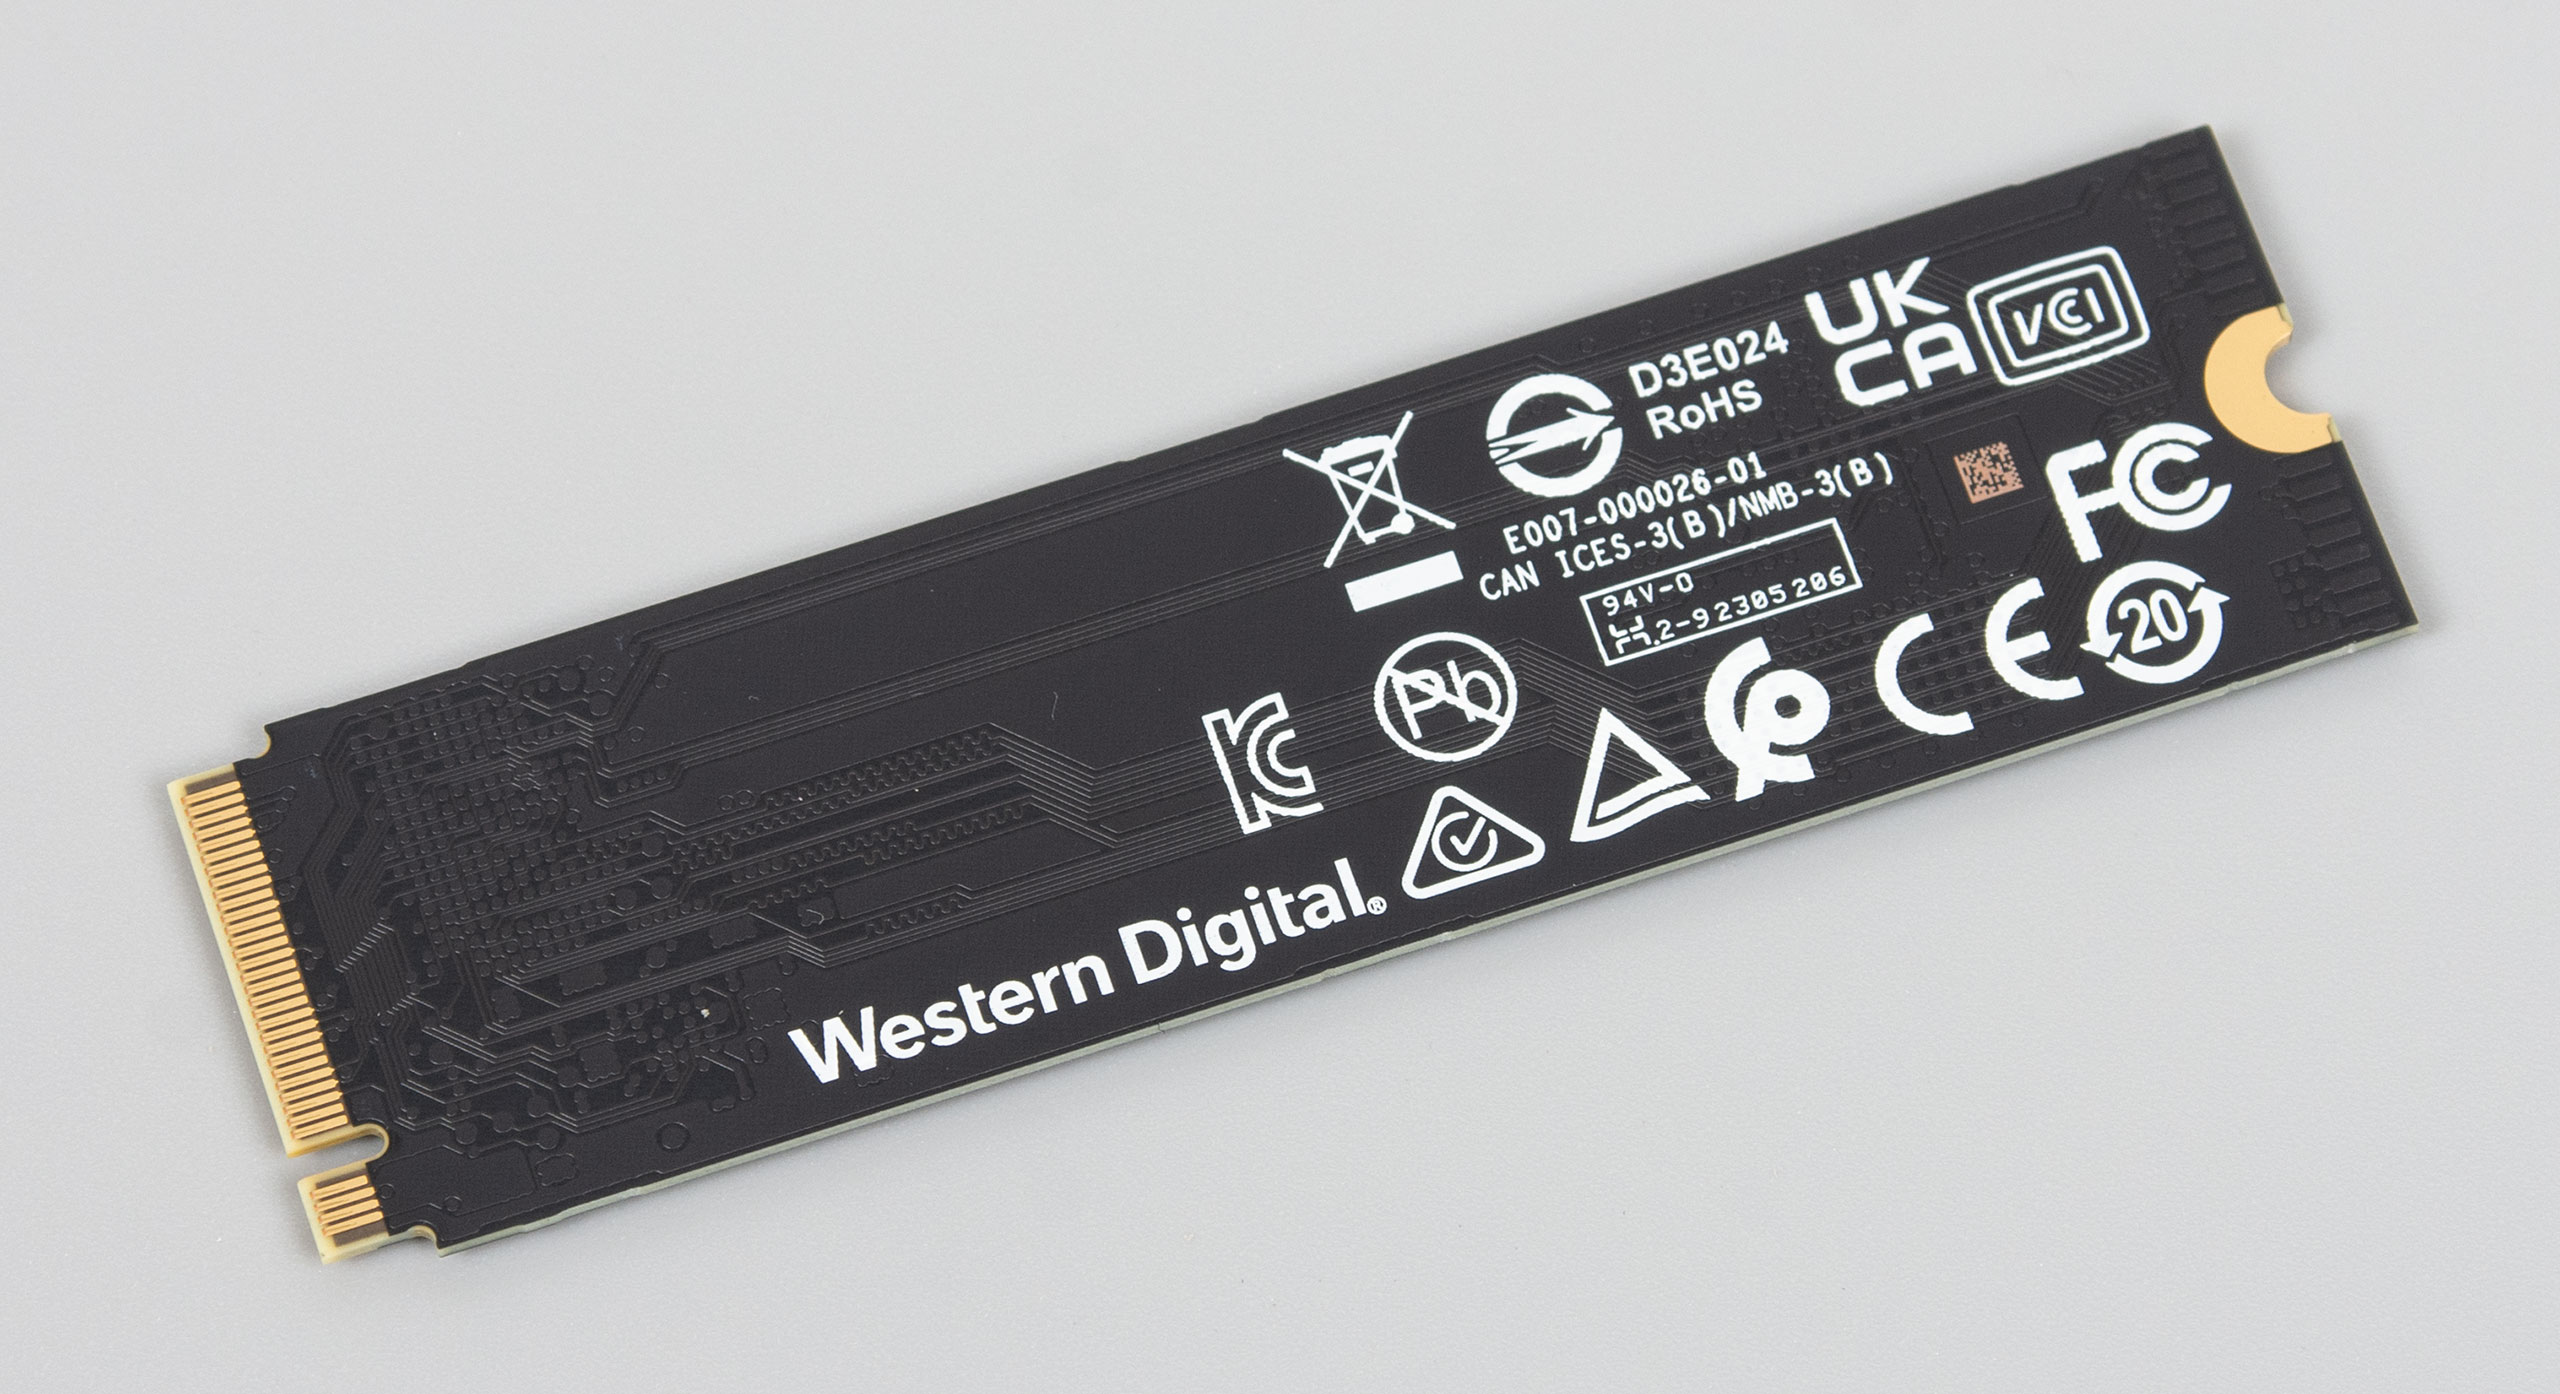 UK
CA
VCCI
D3E024
RoHS
E007-000026-01
CAN ICES-3(B)/NMB-3(B)
FC
94V-0
.2-92305206
20
CE
Pb
Western Digital®